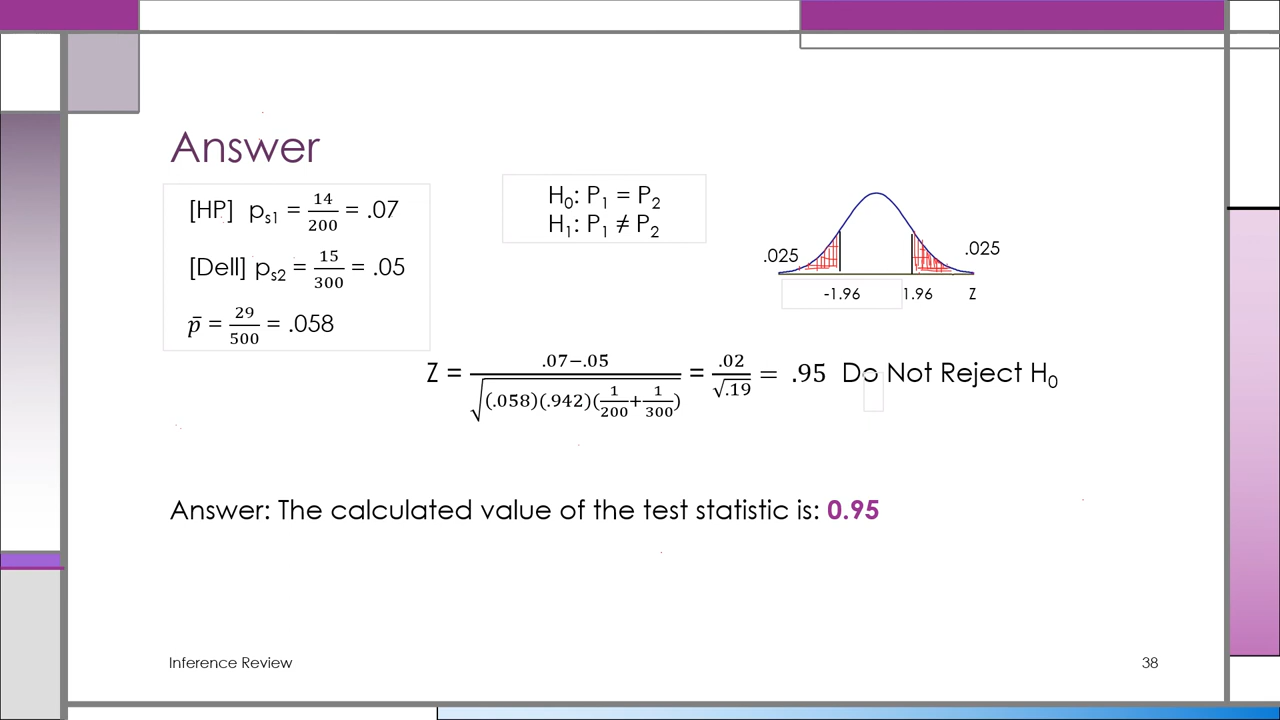 Answer
[HP] pₛ₁ = 14/200 = .07
[Dell] pₛ₂ = 15/300 = .05
p̄ = 29/500 = .058
H₀: P₁ = P₂
H₁: P₁ ≠ P₂
.025 .025
-1.96 1.96 Z
Z = .07−.05/√(.058)(.942)(1/200+1/300) = .02/√.19 = .95 Do Not Reject H₀
Answer: The calculated value of the test statistic is: 0.95
Inference Review 38